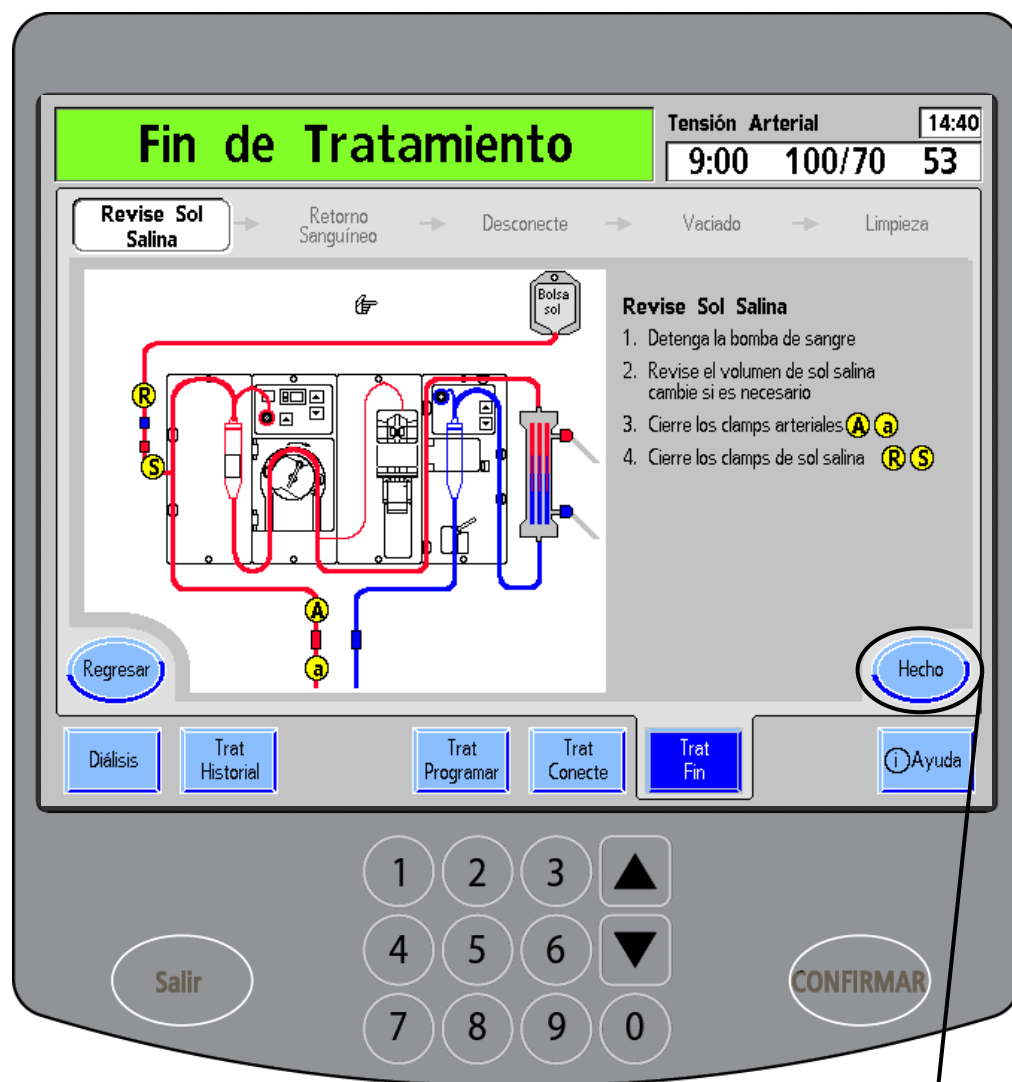 Fin de Tratamiento
Tensión Arterial
14:40
9:00 100/70 53
Revise Sol
Salina
Retorno
Sanguíneo
Desconecte
Vaciado
Limpieza
Bolsa
sol
R
S
A
a
Revise Sol Salina
1. Detenga la bomba de sangre
2. Revise el volumen de sol salina
cambie si es necesario
3. Cierre los clamps arteriales A a
4. Cierre los clamps de sol salina R S
Regresar
Hecho
Diálisis
Trat
Historial
Trat
Programar
Trat
Conecte
Trat
Fin
i Ayuda
1 2 3
4 5 6
7 8 9 0
Salir
CONFIRMAR